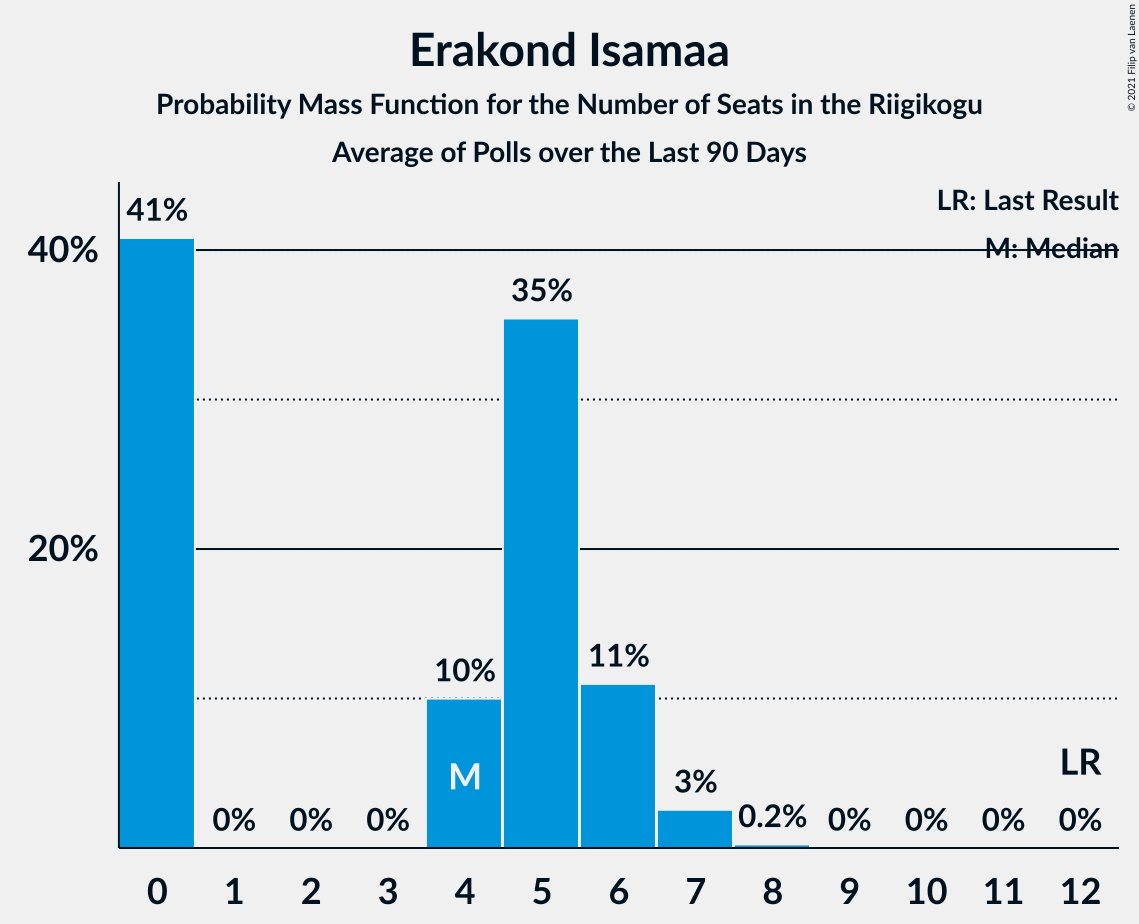 Erakond Isamaa
Probability Mass Function for the Number of Seats in the Riigikogu
Average of Polls over the Last 90 Days
© 2021 Filip van Laenen
LR: Last Result
M: Median
41%
40%
35%
20%
10%
11%
M
3%
LR
0% 0% 0% 0.2% 0% 0% 0% 0%
0 1 2 3 4 5 6 7 8 9 10 11 12